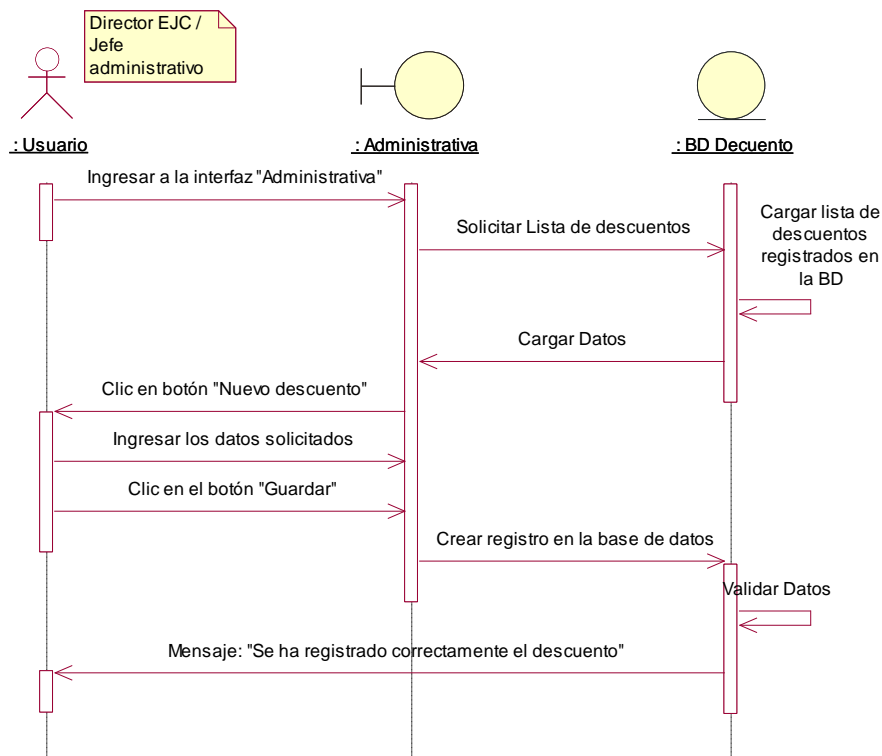 Director EJC /
Jefe
administrativo
: Usuario
: Administrativa
: BD Decuento
Ingresar a la interfaz "Administrativa"
Solicitar Lista de descuentos
Cargar lista de
descuentos
registrados en
la BD
Cargar Datos
Clic en botón "Nuevo descuento"
Ingresar los datos solicitados
Clic en el botón "Guardar"
Crear registro en la base de datos
Validar Datos
Mensaje: "Se ha registrado correctamente el descuento"